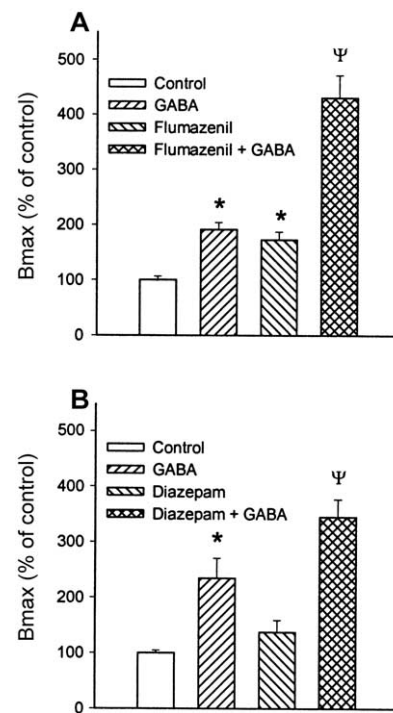 A
Bmax (% of control)
500
400
300
200
100
0
Control
GABA
Flumazenil
Flumazenil + GABA
*
*
Ψ
B
Bmax (% of control)
500
400
300
200
100
0
Control
GABA
Diazepam
Diazepam + GABA
*
Ψ